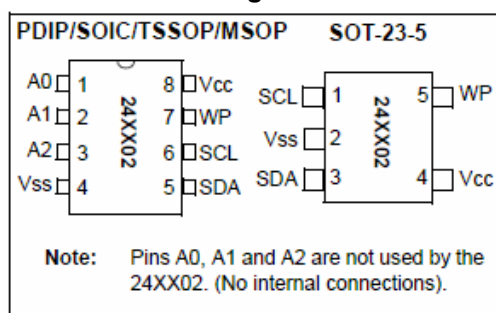 PDIP/SOIC/TSSOP/MSOP SOT-23-5
A0 1 8 Vcc
A1 2 7 WP
A2 3 6 SCL
Vss 4 5 SDA
24XX02
SCL 1 5 WP
Vss 2
SDA 3 4 Vcc
24XX02
Note: Pins A0, A1 and A2 are not used by the
24XX02. (No internal connections).